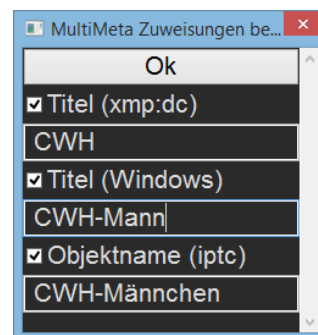 MultiMeta Zuweisungen be...
Ok
Titel (xmp:dc)
CWH
Titel (Windows)
CWH-Mann
Objektname (iptc)
CWH-Männchen